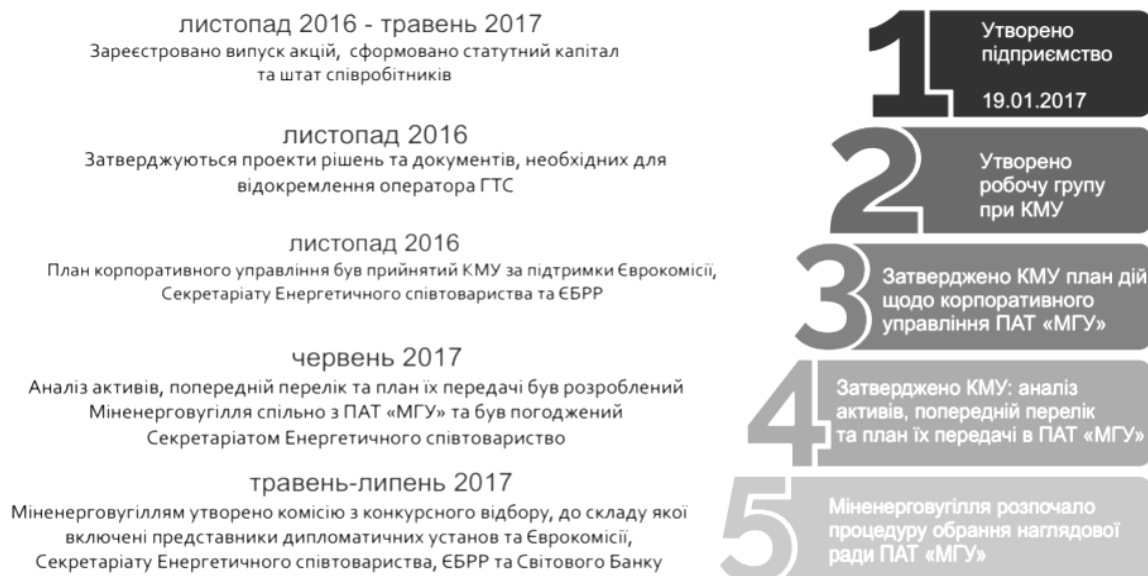 листопад 2016 - травень 2017
Зареєстровано випуск акцій, сформовано статутний капітал
та штат співробітників
1
Утворено
підприємство
19.01.2017
листопад 2016
Затверджуються проекти рішень та документів, необхідних для
відокремлення оператора ГТС
2
Утворено
робочу групу
при КМУ
листопад 2016
План корпоративного управління був прийнятий КМУ за підтримки Єврокомісії,
Секретаріату Енергетичного співтовариства та ЄБРР
3
Затверджено КМУ план дій
щодо корпоративного
управління ПАТ «МГУ»
червень 2017
Аналіз активів, попередній перелік та план їх передачі був розроблений
Міненерговугілля спільно з ПАТ «МГУ» та був погоджений
Секретаріатом Енергетичного співтовариство
4
Затверджено КМУ: аналіз
активів, попередній перелік
та план їх передачі в ПАТ «МГУ»
травень-липень 2017
Міненерговугіллям утворено комісію з конкурсного відбору, до складу якої
включені представники дипломатичних установ та Єврокомісії,
Секретаріату Енергетичного співтовариства, ЄБРР та Світового Банку
5
Міненерговугілля розпочало
процедуру обрання наглядової
ради ПАТ «МГУ»